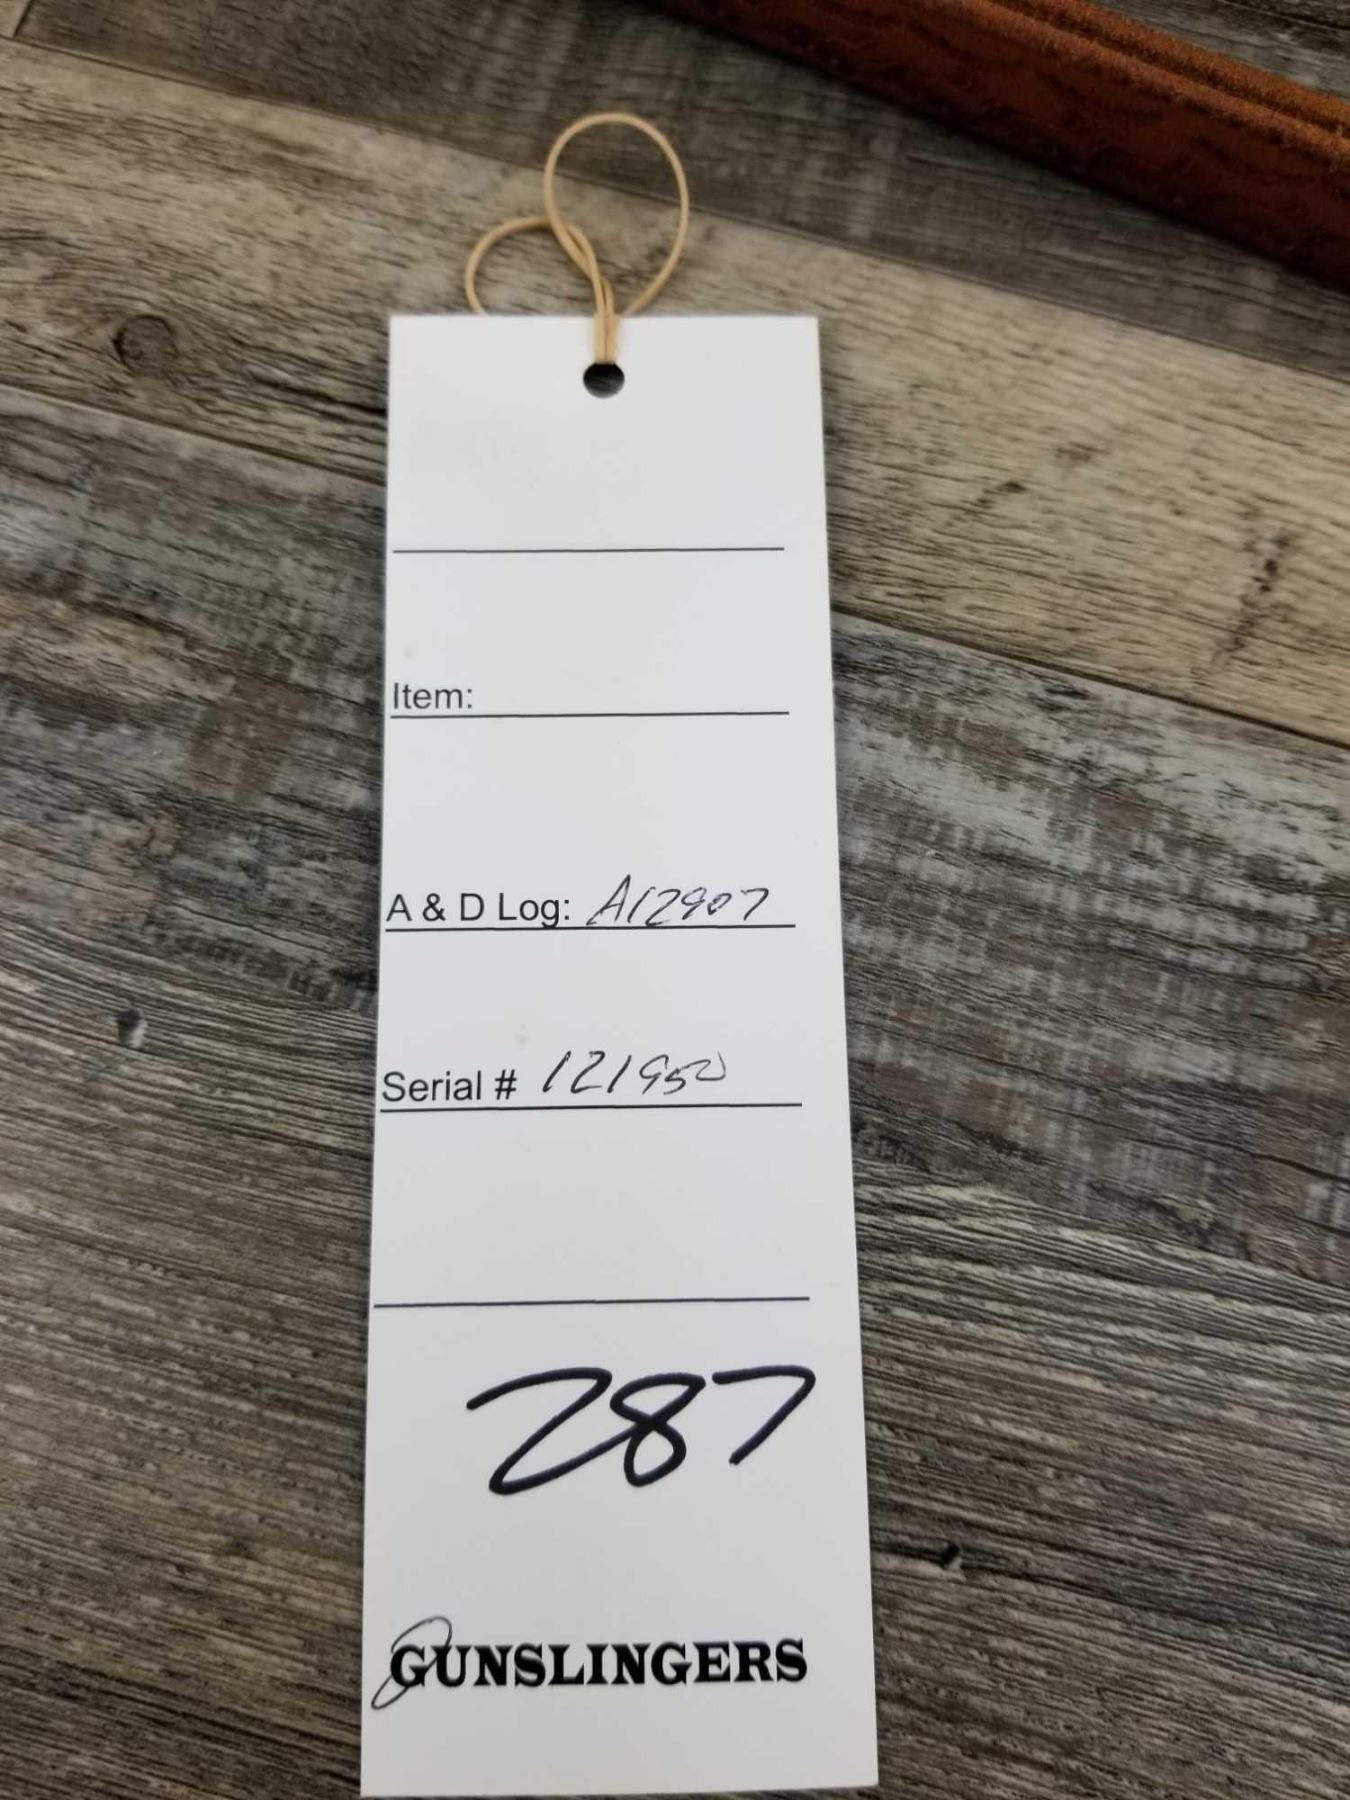 Item:
A & D Log: A12907
Serial # 121950
287
GUNSLINGERS